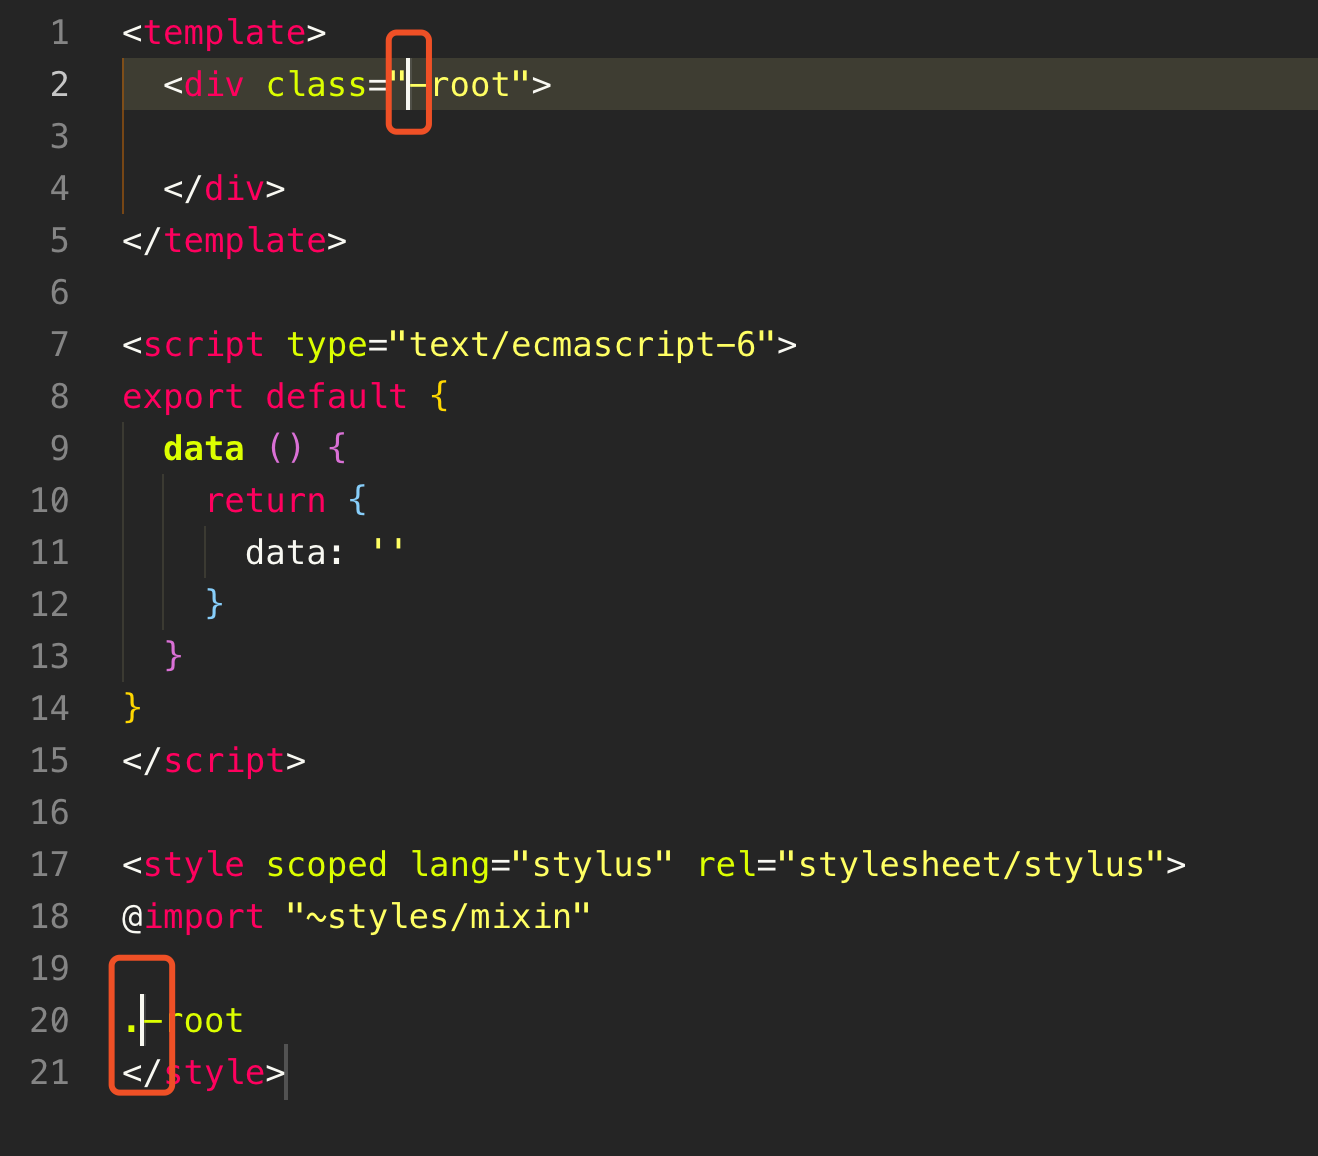 1 <template>
2   <div class="-root">
3
4   </div>
5 </template>
6
7 <script type="text/ecmascript-6">
8 export default {
9   data () {
10     return {
11       data: ''
12     }
13   }
14 }
15 </script>
16
17 <style scoped lang="stylus" rel="stylesheet/stylus">
18 @import "~styles/mixin"
19
20 .-root
21 </style>